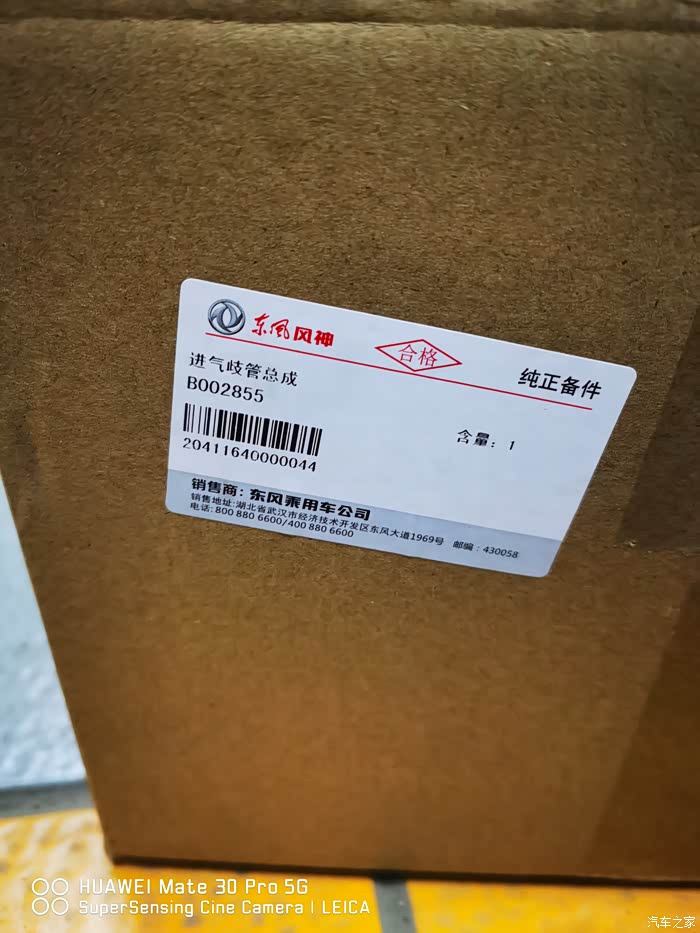 东风风神
合格
纯正备件
进气歧管总成
B002855
含量：1
20411640000044
销售商：东风乘用车公司
销售地址:湖北省武汉市经济技术开发区东风大道1969号 邮编：430058
电话: 800 880 6600/400 880 6600
HUAWEI Mate 30 Pro 5G
SuperSensing Cine Camera | LEICA
汽车之家